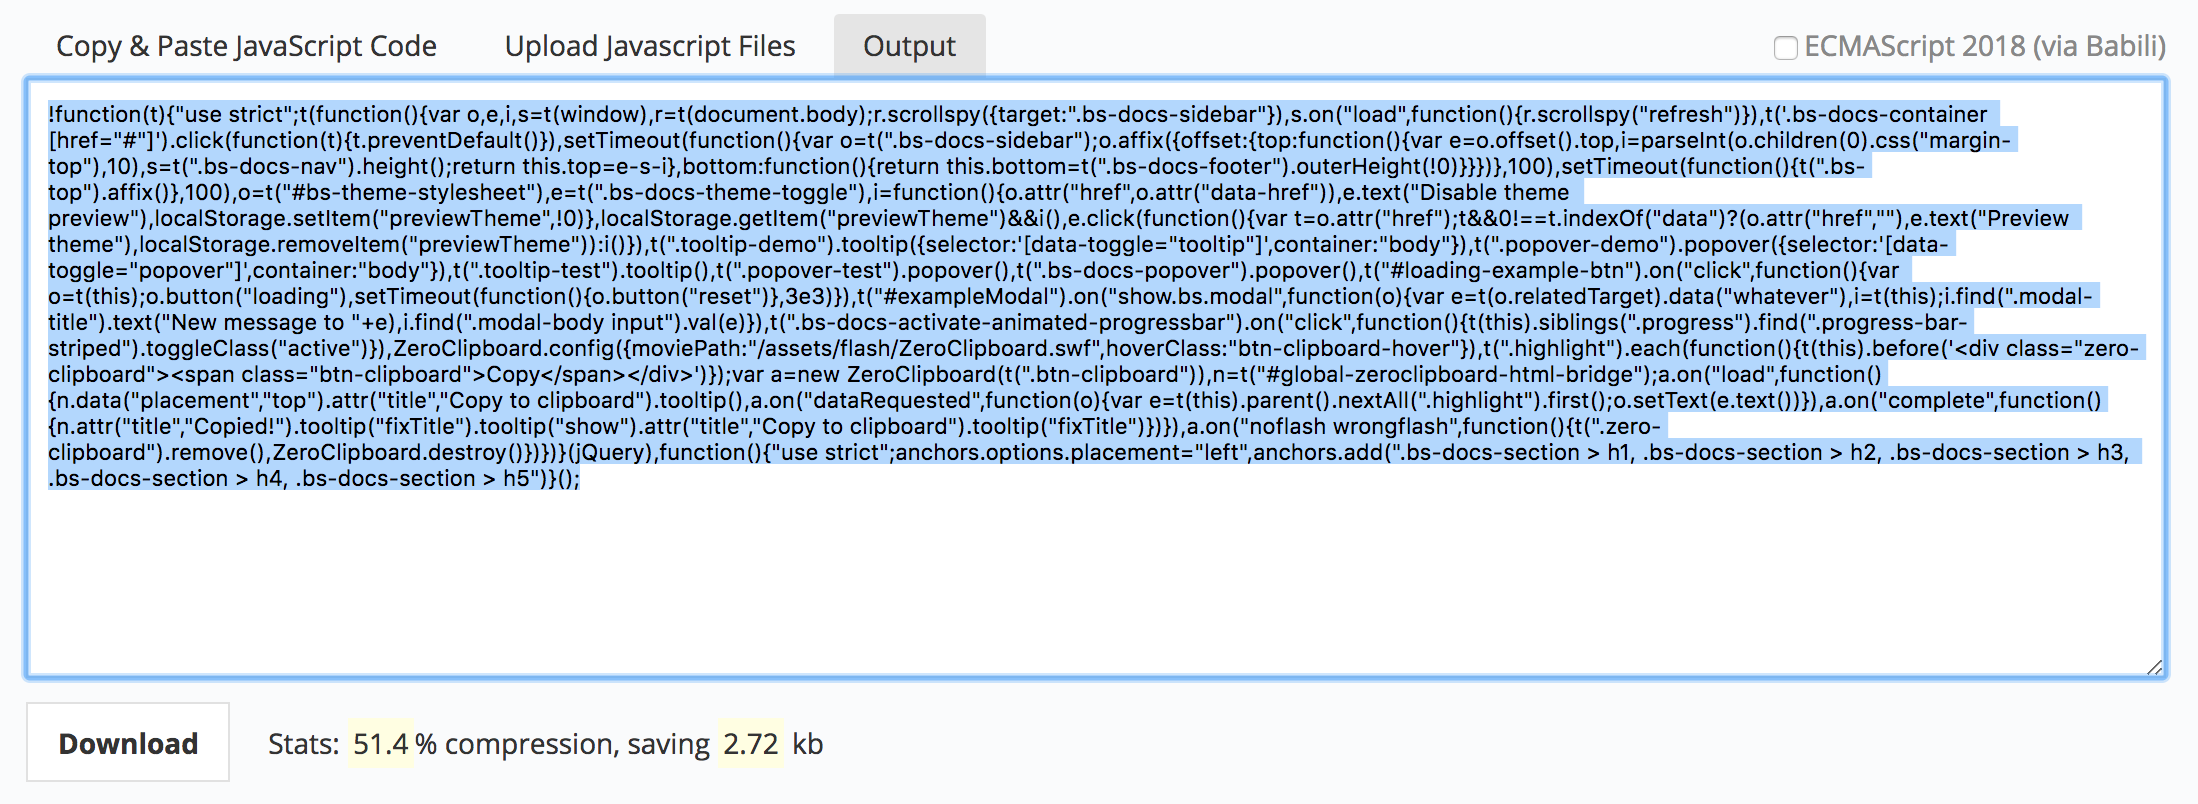 Copy & Paste JavaScript Code
Upload Javascript Files
Output
ECMAScript 2018 (via Babili)
!function(t){"use strict";t(function(){var o,e,i,s=t(window),r=t(document.body);r.scrollspy({target:".bs-docs-sidebar"}),s.on("load",function(){r.scrollspy("refresh")}),t('.bs-docs-container
[href="#"]').click(function(t){t.preventDefault()}),setTimeout(function(){var o=t(".bs-docs-sidebar");o.affix({offset:{top:function(){var e=o.offset().top,i=parseInt(o.children(0).css("margin-
top"),10),s=t(".bs-docs-nav").height();return this.top=e-s-i},bottom:function(){return this.bottom=t(".bs-docs-footer").outerHeight(!0)}}})},100),setTimeout(function(){t(".bs-
top").affix()},100),o=t("#bs-theme-stylesheet"),e=t(".bs-docs-theme-toggle"),i=function(){o.attr("href",o.attr("data-href")),e.text("Disable theme
preview"),localStorage.setItem("previewTheme",!0)},localStorage.getItem("previewTheme")&&i(),e.click(function(){var t=o.attr("href");t&&0!==t.indexOf("data")?(o.attr("href",""),e.text("Preview
theme"),localStorage.removeItem("previewTheme")):i()}),t(".tooltip-demo").tooltip({selector:'[data-toggle="tooltip"]',container:"body"}),t(".popover-demo").popover({selector:'[data-
toggle="popover"]',container:"body"}),t(".tooltip-test").tooltip(),t(".popover-test").popover(),t(".bs-docs-popover").popover(),t("#loading-example-btn").on("click",function(){var
o=t(this);o.button("loading"),setTimeout(function(){o.button("reset")},3e3)}),t("#exampleModal").on("show.bs.modal",function(o){var e=t(o.relatedTarget).data("whatever"),i=t(this);i.find(".modal-
title").text("New message to "+e),i.find(".modal-body input").val(e)}),t(".bs-docs-activate-animated-progressbar").on("click",function(){t(this).siblings(".progress").find(".progress-bar-
striped").toggleClass("active")}),ZeroClipboard.config({moviePath:"/assets/flash/ZeroClipboard.swf",hoverClass:"btn-clipboard-hover"}),t(".highlight").each(function(){t(this).before('<div class="zero-
clipboard"><span class="btn-clipboard">Copy</span></div>')});var a=new ZeroClipboard(t(".btn-clipboard")),n=t("#global-zeroclipboard-html-bridge");a.on("load",function()
{n.data("placement","top").attr("title","Copy to clipboard").tooltip(),a.on("dataRequested",function(o){var e=t(this).parent().nextAll(".highlight").first();o.setText(e.text())}),a.on("complete",function()
{n.attr("title","Copied!").tooltip("fixTitle").tooltip("show").attr("title","Copy to clipboard").tooltip("fixTitle")})}),a.on("noflash wrongflash",function(){t(".zero-
clipboard").remove(),ZeroClipboard.destroy()})})}(jQuery),function(){"use strict";anchors.options.placement="left",anchors.add(".bs-docs-section > h1, .bs-docs-section > h2, .bs-docs-section > h3,
.bs-docs-section > h4, .bs-docs-section > h5")}();
Download
Stats: 51.4% compression, saving 2.72 kb